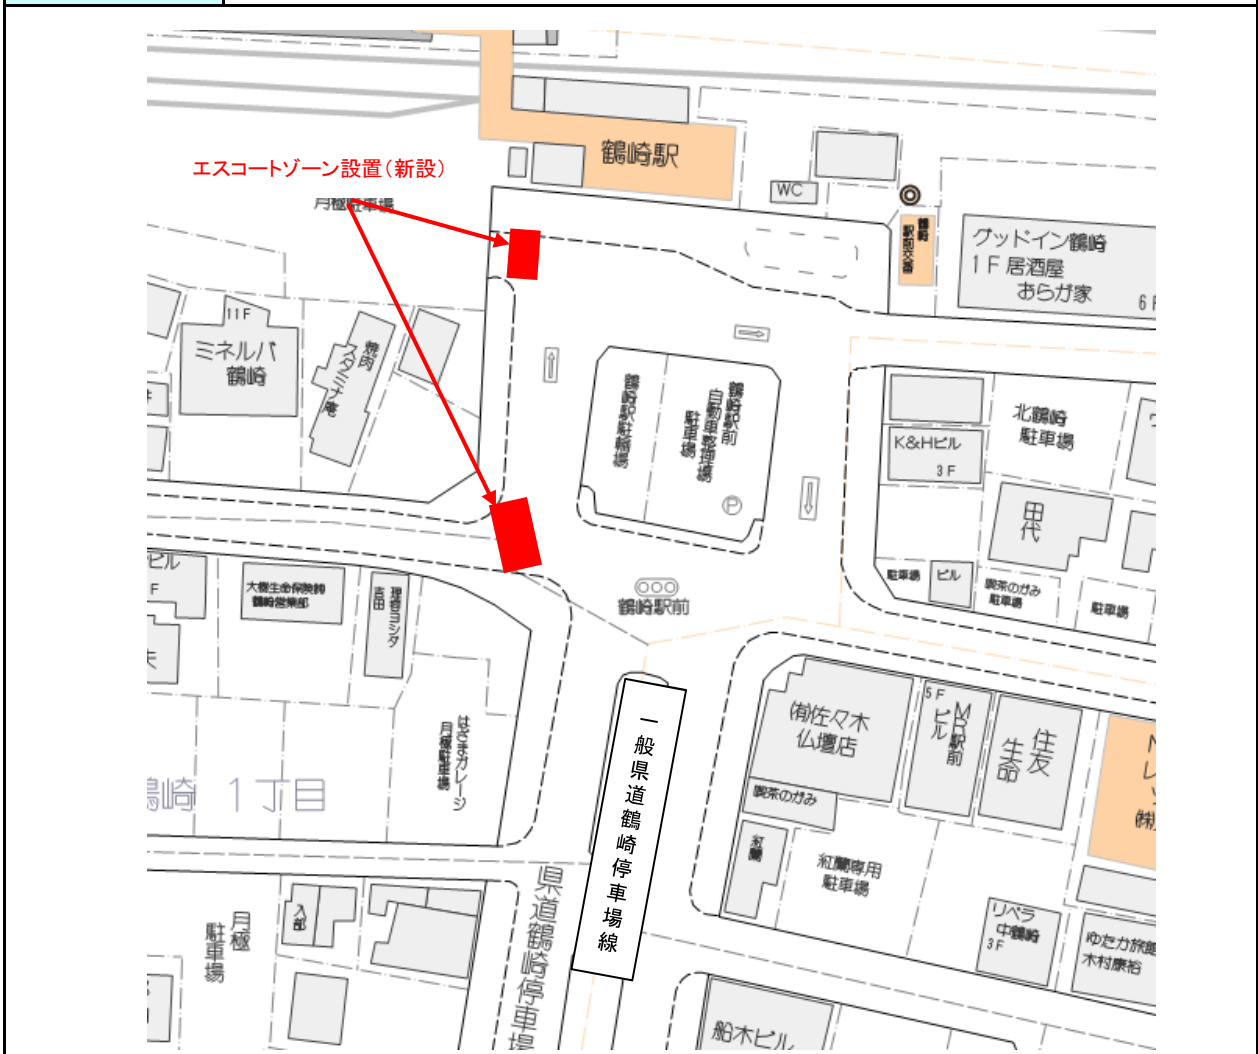 鶴崎駅
エスコートゾーン設置(新設)
月極駐車場
WC
鶴崎
駅前交番
グッドイン鶴崎
1F 居酒屋
おらが家
6F
11F
ミネルバ
鶴崎
焼肉
スタミナ庵
鶴崎駅駐輪場
鶴崎駅前
自動車整理場
駐車場
P
北鶴崎
駐車場
K&Hビル
3F
田代
駐車場
ビル
喫茶のがみ
駐車場
駐車場
ビル
F
大樹生命保険㈱
鶴崎営業部
理容ヨシダ
吉田
鶴崎駅前
㈲佐々木
仏壇店
5F
MR駅前
ビル
住友
生命
はざまガレージ
月極駐車場
鶴崎 1丁目
一般県道鶴崎停車場線
喫茶のがみ
紅蘭
紅蘭専用
駐車場
県道鶴崎停車場
入部
月極
駐車場
リベラ
中鶴崎
3F
ゆたか旅館
木村康裕
船木ビル